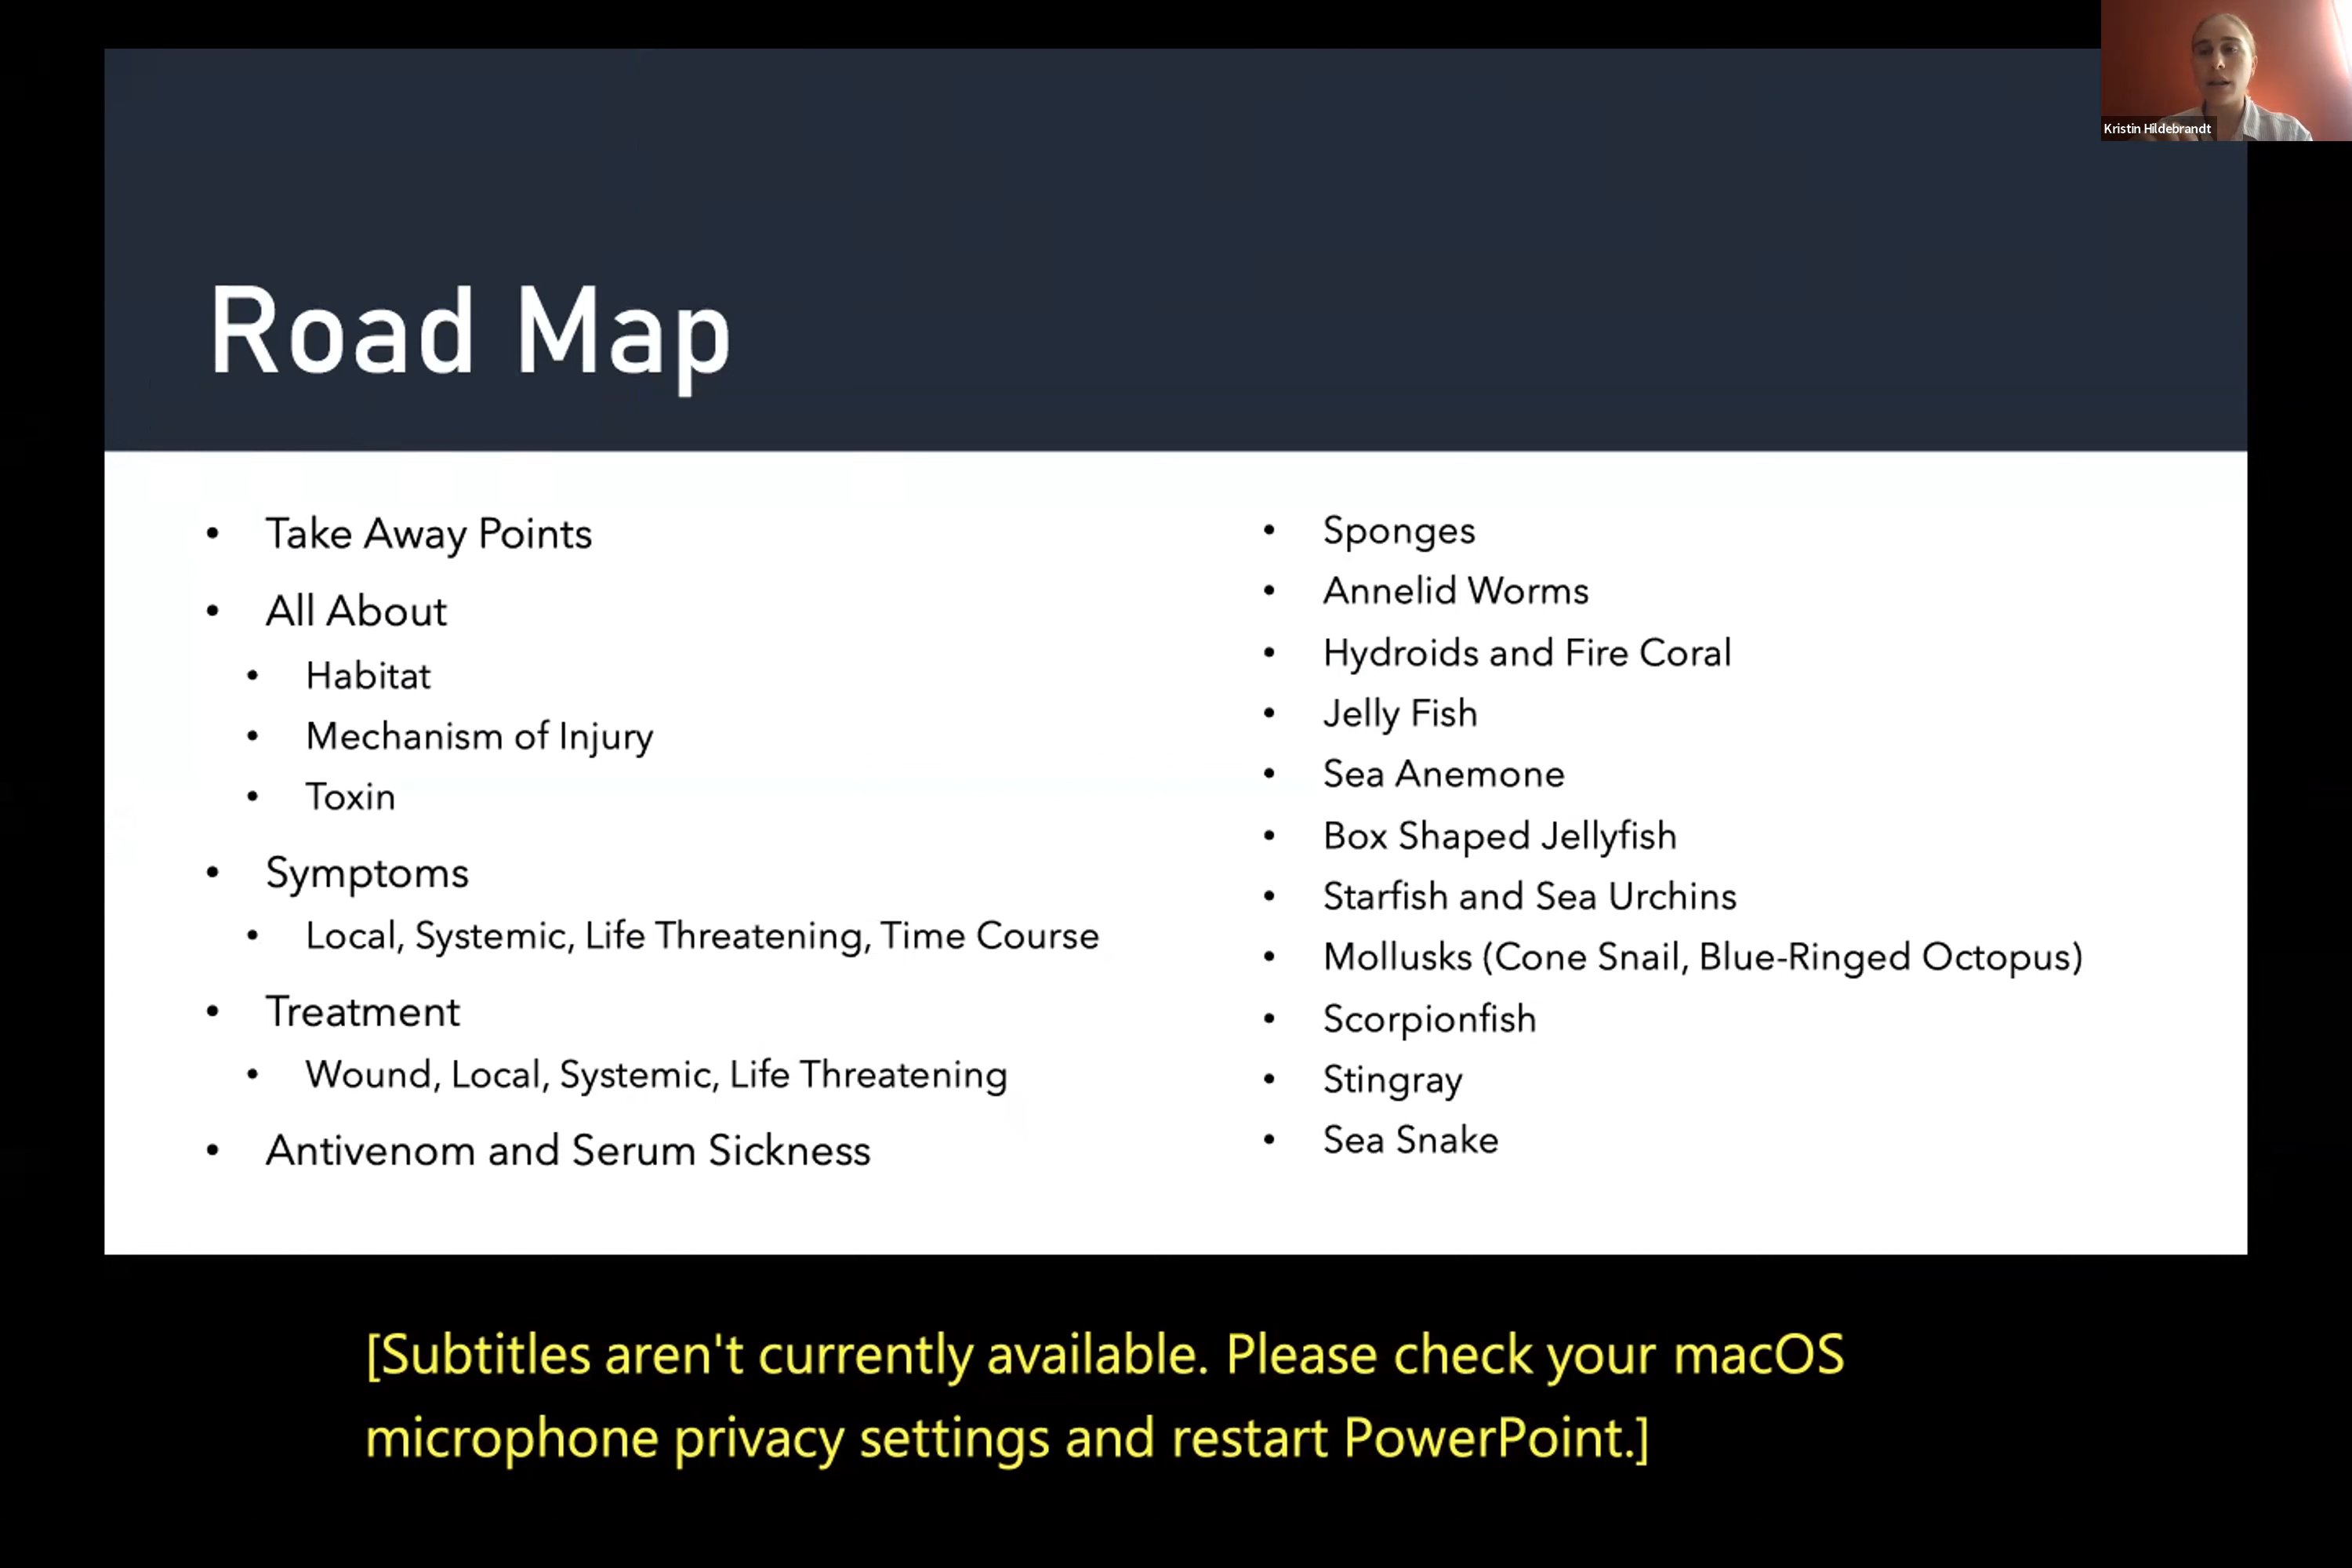 Kristin Hildebrandt
Road Map
• Take Away Points
• All About
• Habitat
• Mechanism of Injury
• Toxin
• Symptoms
• Local, Systemic, Life Threatening, Time Course
• Treatment
• Wound, Local, Systemic, Life Threatening
• Antivenom and Serum Sickness
• Sponges
• Annelid Worms
• Hydroids and Fire Coral
• Jelly Fish
• Sea Anemone
• Box Shaped Jellyfish
• Starfish and Sea Urchins
• Mollusks (Cone Snail, Blue-Ringed Octopus)
• Scorpionfish
• Stingray
• Sea Snake
[Subtitles aren't currently available. Please check your macOS
microphone privacy settings and restart PowerPoint.]